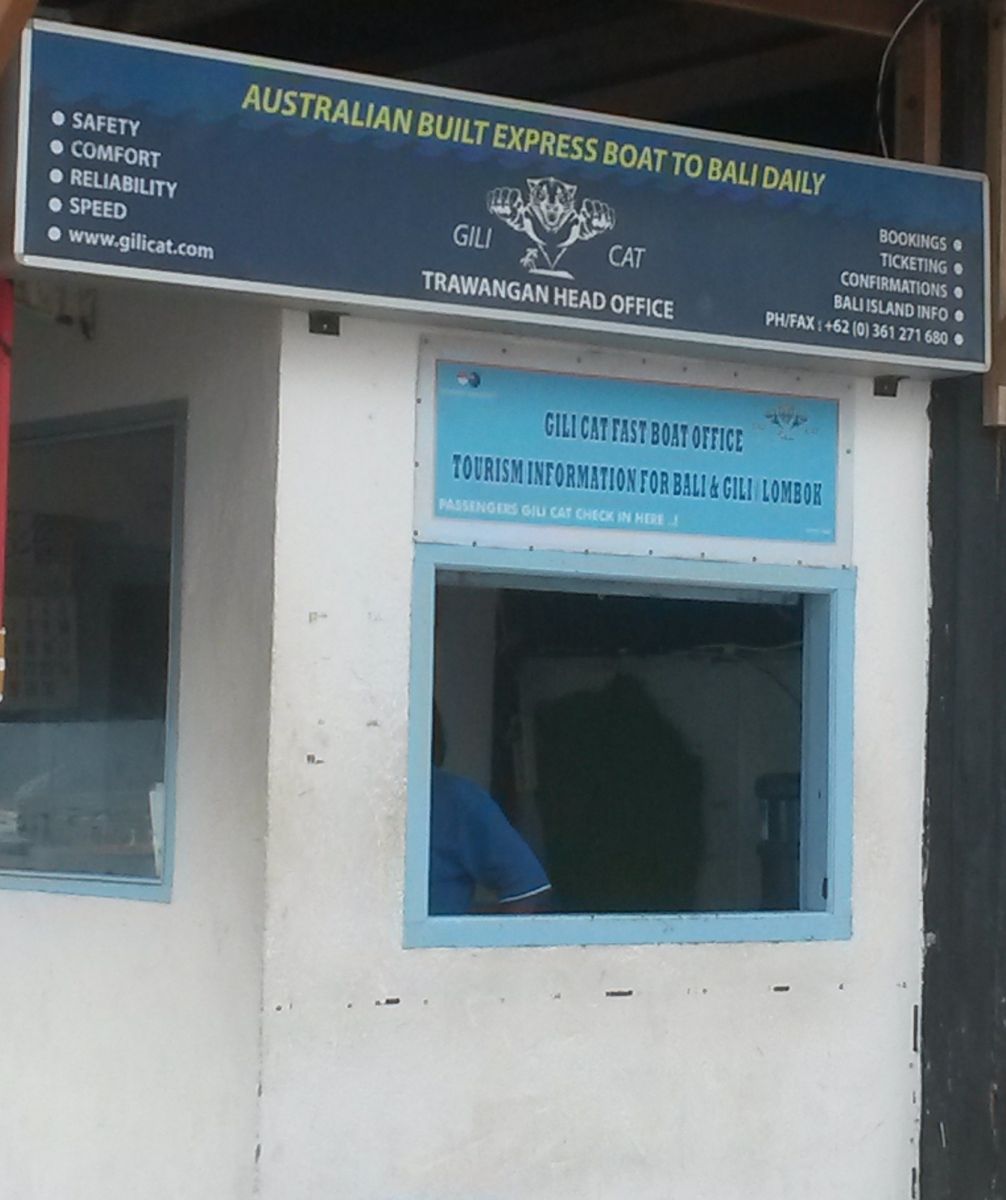 AUSTRALIAN BUILT EXPRESS BOAT TO BALI DAILY
SAFETY
COMFORT
RELIABILITY
SPEED
www.gilicat.com
GILI CAT
TRAWANGAN HEAD OFFICE
BOOKINGS
TICKETING
CONFIRMATIONS
BALI ISLAND INFO
PH/FAX : +62 (0) 361 271 680
GILI CAT FAST BOAT OFFICE
TOURISM INFORMATION FOR BALI & GILI / LOMBOK
PASSENGERS GILI CAT CHECK IN HERE ..!